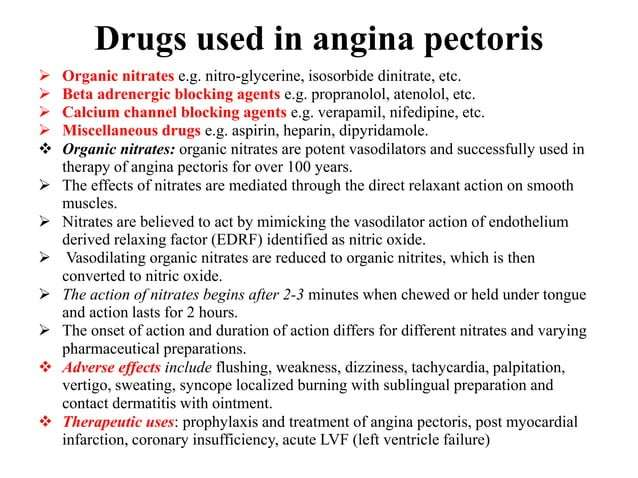 Drugs used in angina pectoris
➢ Organic nitrates e.g. nitro-glycerine, isosorbide dinitrate, etc.
➢ Beta adrenergic blocking agents e.g. propranolol, atenolol, etc.
➢ Calcium channel blocking agents e.g. verapamil, nifedipine, etc.
➢ Miscellaneous drugs e.g. aspirin, heparin, dipyridamole.
❖ Organic nitrates: organic nitrates are potent vasodilators and successfully used in
therapy of angina pectoris for over 100 years.
➢ The effects of nitrates are mediated through the direct relaxant action on smooth
muscles.
➢ Nitrates are believed to act by mimicking the vasodilator action of endothelium
derived relaxing factor (EDRF) identified as nitric oxide.
➢ Vasodilating organic nitrates are reduced to organic nitrites, which is then
converted to nitric oxide.
➢ The action of nitrates begins after 2-3 minutes when chewed or held under tongue
and action lasts for 2 hours.
➢ The onset of action and duration of action differs for different nitrates and varying
pharmaceutical preparations.
❖ Adverse effects include flushing, weakness, dizziness, tachycardia, palpitation,
vertigo, sweating, syncope localized burning with sublingual preparation and
contact dermatitis with ointment.
❖ Therapeutic uses: prophylaxis and treatment of angina pectoris, post myocardial
infarction, coronary insufficiency, acute LVF (left ventricle failure)